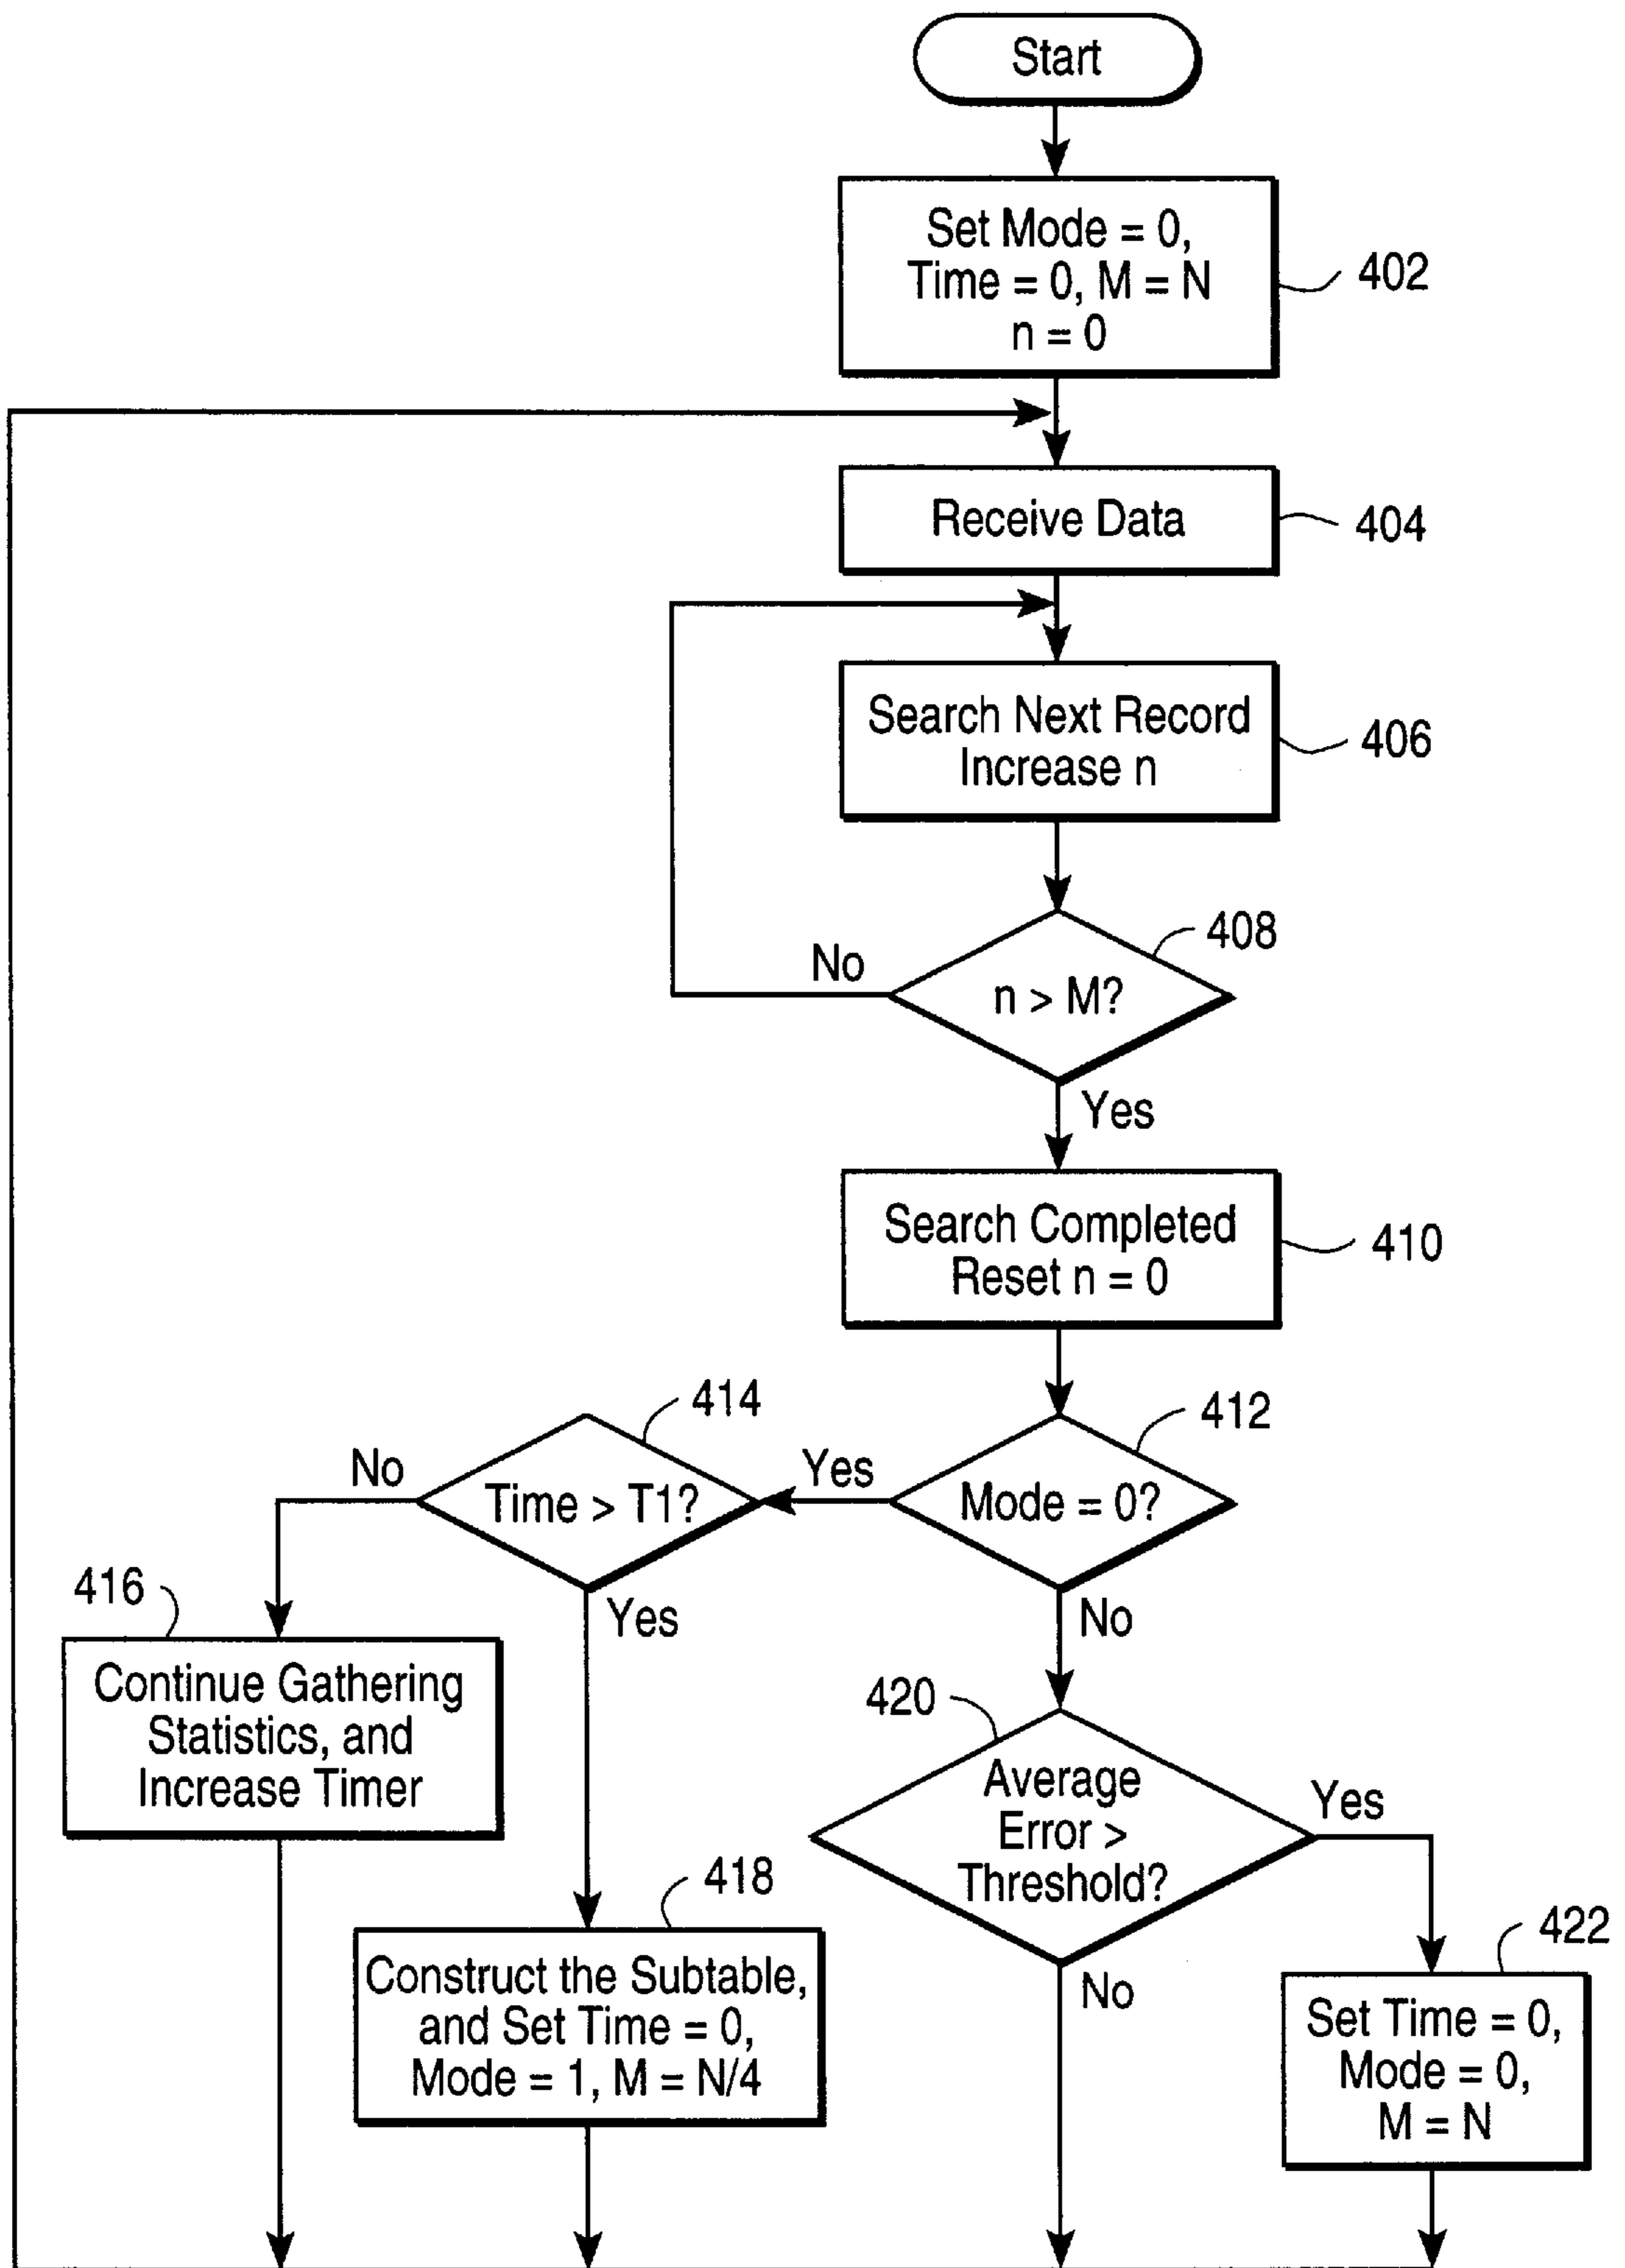 Start
Set Mode = 0,
Time = 0, M = N
n = 0
402
Receive Data
404
Search Next Record
Increase n
406
408
No
n > M?
Yes
Search Completed
Reset n = 0
410
414
412
No
Time > T1?
Yes
Mode = 0?
416
Yes
No
Continue Gathering
Statistics, and
Increase Timer
420
Average
Error >
Threshold?
Yes
418
422
Construct the Subtable,
and Set Time = 0,
Mode = 1, M = N/4
No
Set Time = 0,
Mode = 0,
M = N